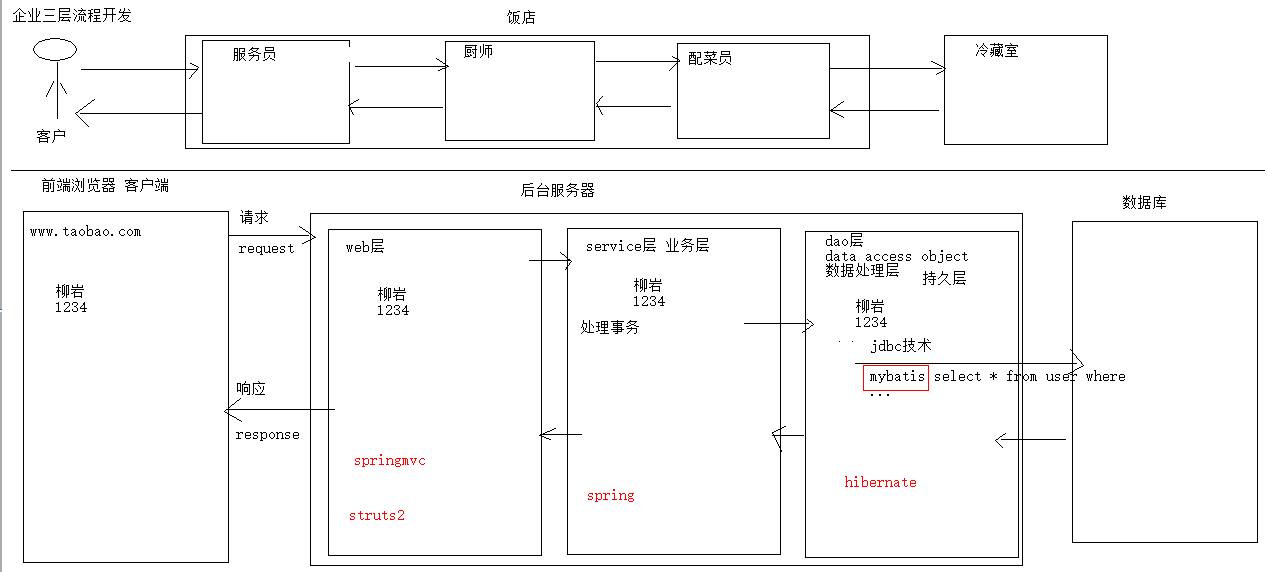 企业三层流程开发
饭店
服务员
厨师
配菜员
冷藏室
客户
前端浏览器 客户端
后台服务器
数据库
www.taobao.com
请求
request
柳岩
1234
响应
response
web层
柳岩
1234
springmvc
struts2
service层 业务层
柳岩
1234
处理事务
spring
dao层
data access object
数据处理层
持久层
柳岩
1234
jdbc技术
mybatis select * from user where
...
hibernate